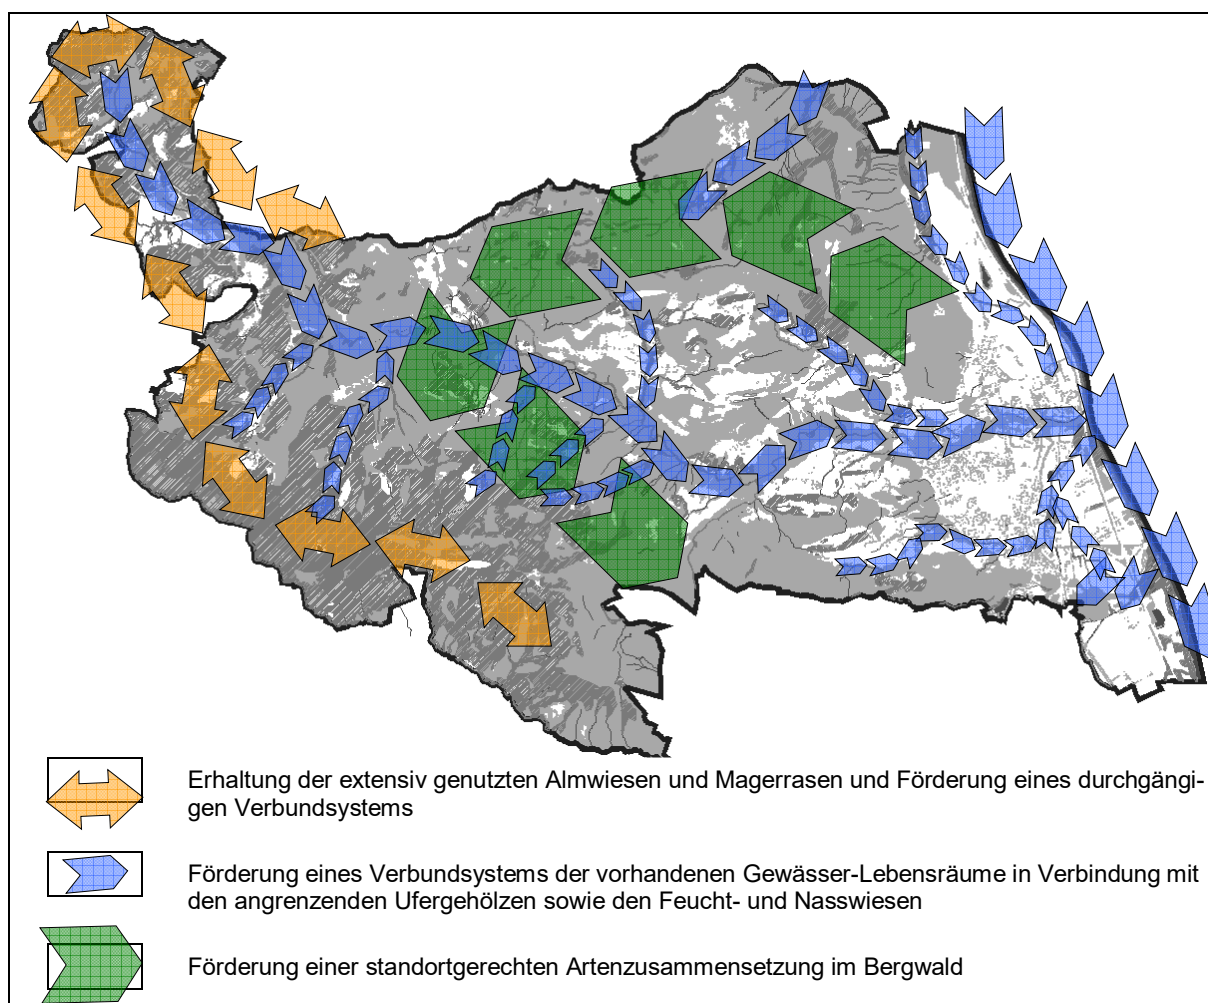 Erhaltung der extensiv genutzten Almwiesen und Magerrasen und Förderung eines durchgängi-
gen Verbundsystems
Förderung eines Verbundsystems der vorhandenen Gewässer-Lebensräume in Verbindung mit
den angrenzenden Ufergehölzen sowie den Feucht- und Nasswiesen
Förderung einer standortgerechten Artenzusammensetzung im Bergwald